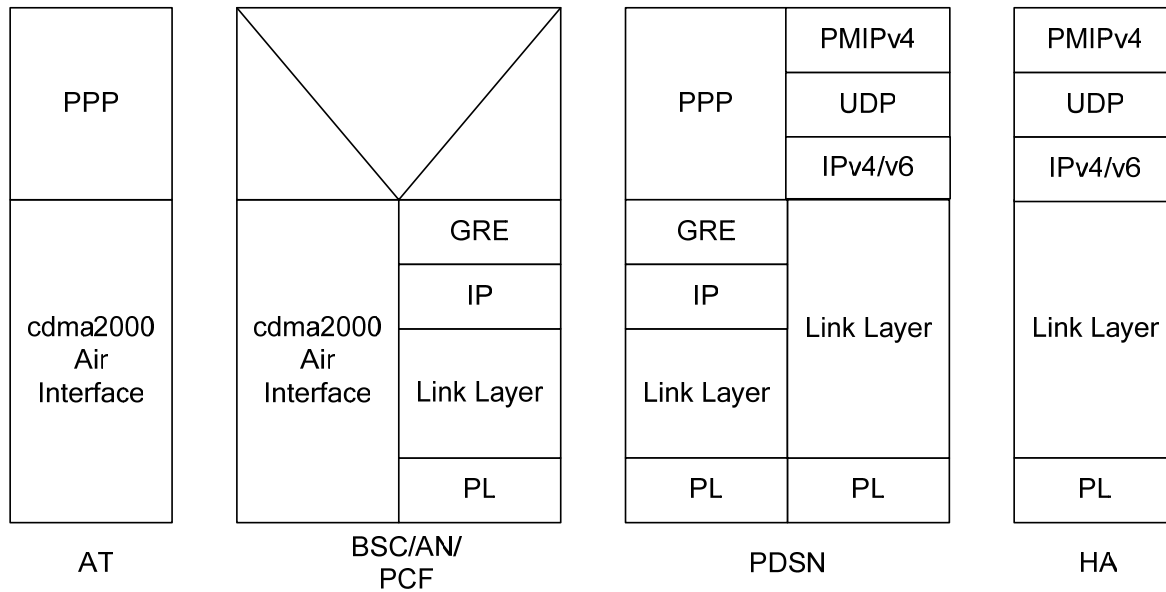 PPP
cdma2000
Air
Interface
AT
cdma2000
Air
Interface
GRE
IP
Link Layer
PL
BSC/AN/
PCF
PPP
GRE
IP
Link Layer
PL
PMIPv4
UDP
IPv4/v6
Link Layer
PL
PDSN
PMIPv4
UDP
IPv4/v6
Link Layer
PL
HA